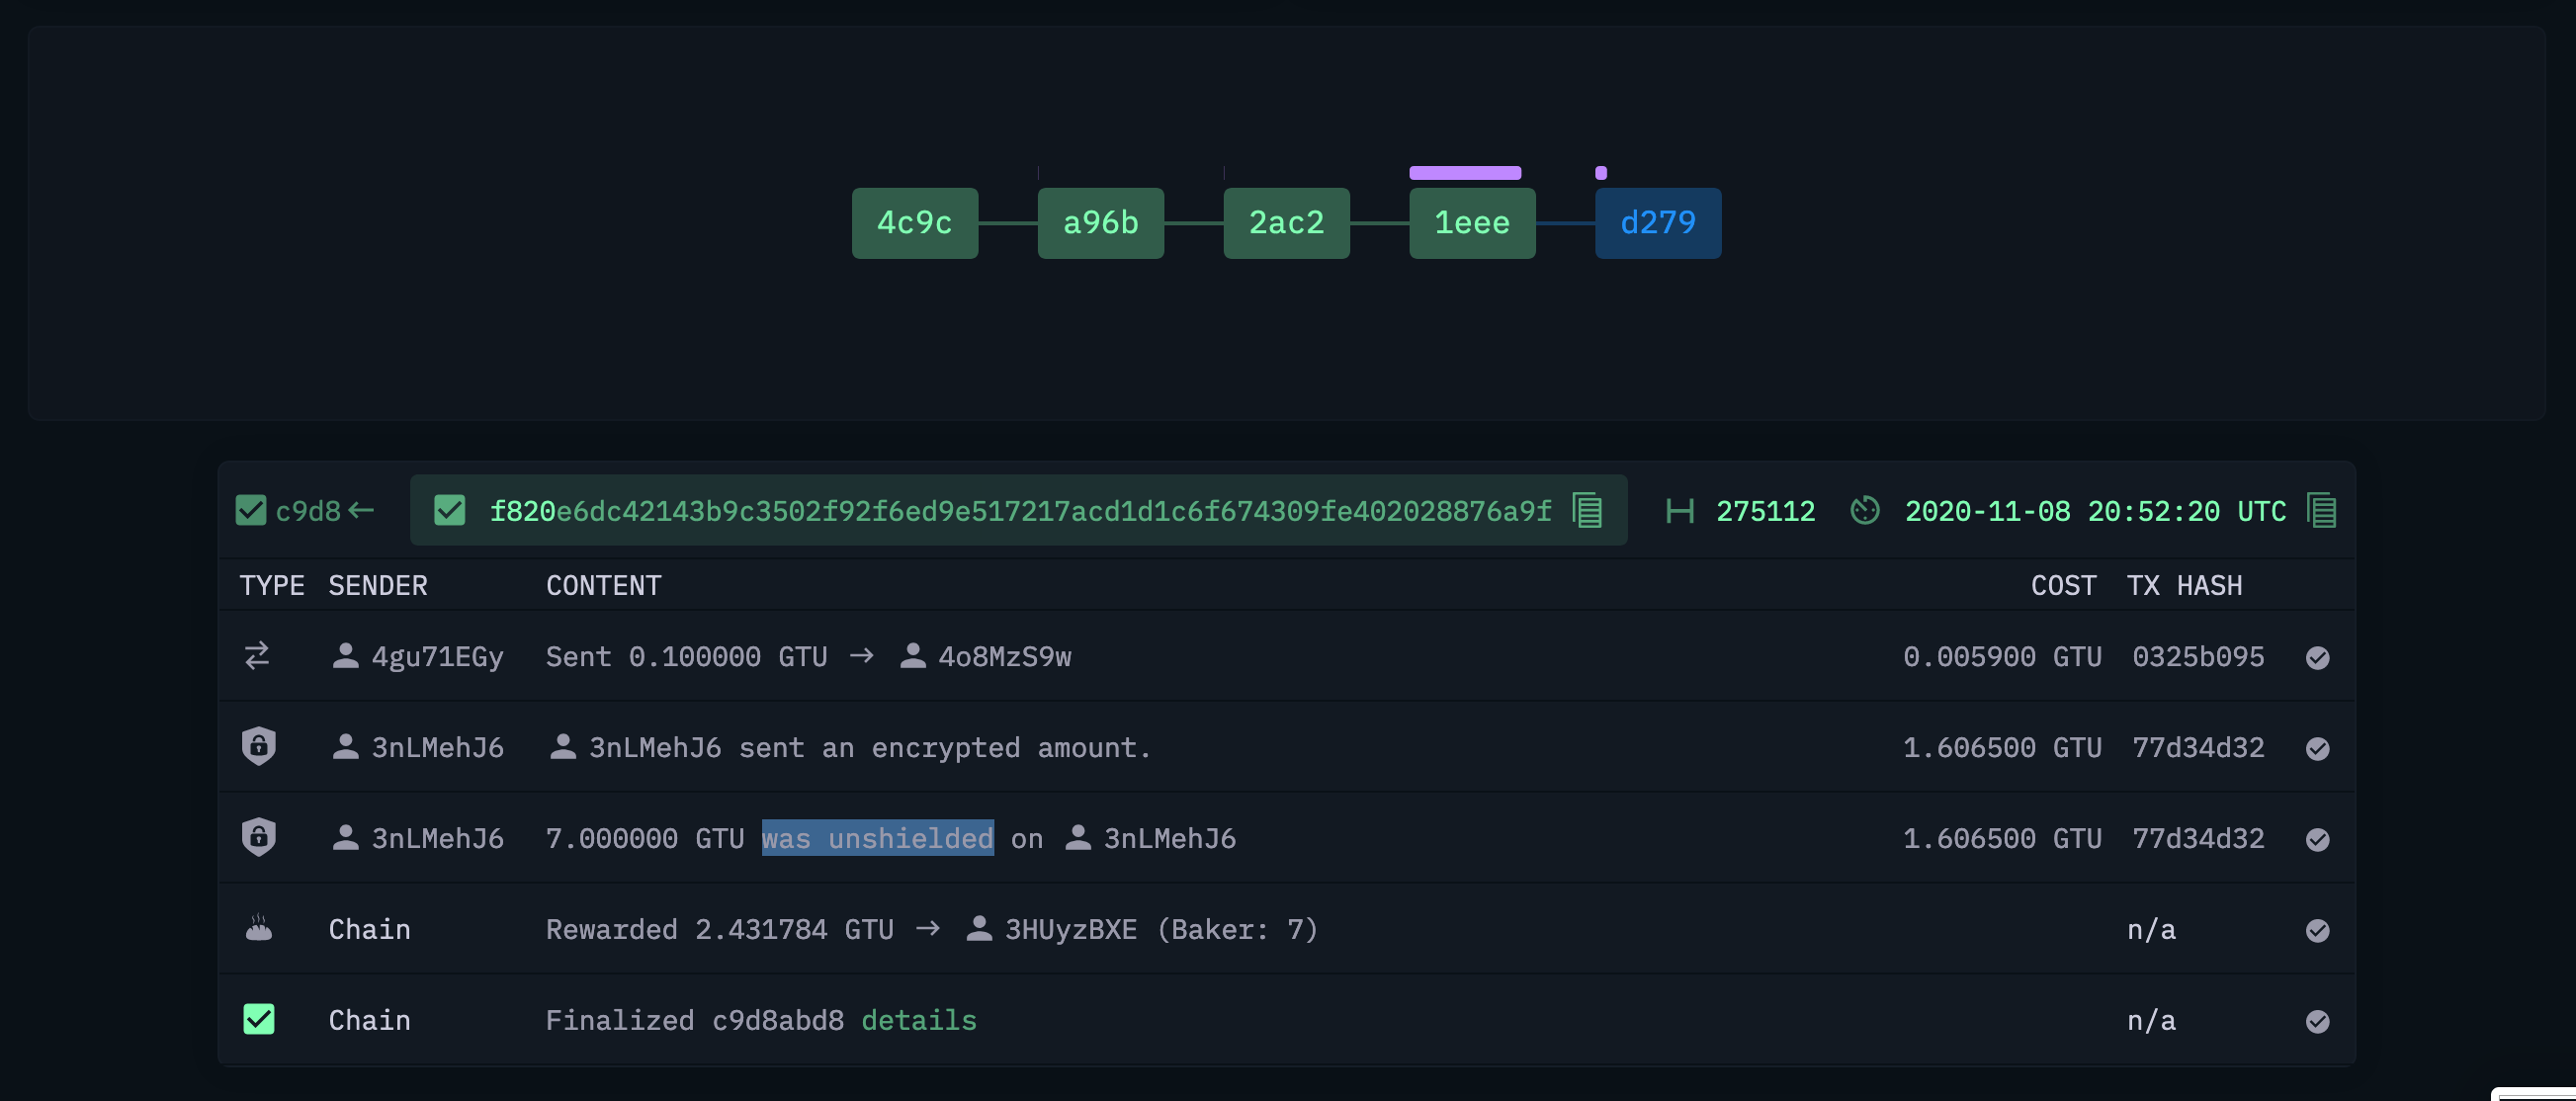 4c9c a96b 2ac2 1eee d279
c9d8 ← f820e6dc42143b9c3502f92f6ed9e517217acd1d1c6f674309fe402028876a9f 275112 2020-11-08 20:52:20 UTC
TYPE SENDER CONTENT COST TX HASH
4gu71EGy Sent 0.100000 GTU → 4o8MzS9w 0.005900 GTU 0325b095
3nLMehJ6 3nLMehJ6 sent an encrypted amount. 1.606500 GTU 77d34d32
3nLMehJ6 7.000000 GTU was unshielded on 3nLMehJ6 1.606500 GTU 77d34d32
Chain Rewarded 2.431784 GTU → 3HUyzBXE (Baker: 7) n/a
Chain Finalized c9d8abd8 details n/a